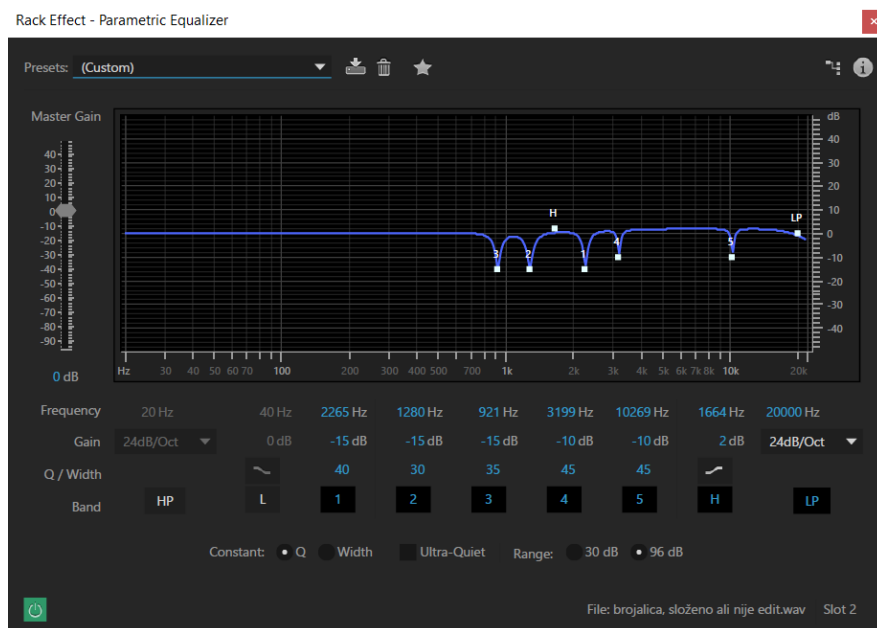 Rack Effect - Parametric Equalizer
Presets: (Custom)
Master Gain
dB
40
30
20
10
0
-10
-20
-30
-40
-50
-60
-70
-80
-90
0 dB
H
LP
3
2
1
4
5
40
30
20
10
0
-10
-20
-30
-40
Hz 30 40 50 60 70 100 200 300 400 500 700 1k 2k 3k 4k 5k 6k 7k 8k 10k 20k
Frequency 20 Hz 40 Hz 2265 Hz 1280 Hz 921 Hz 3199 Hz 10269 Hz 1664 Hz 20000 Hz
Gain 24dB/Oct 0 dB -15 dB -15 dB -15 dB -10 dB -10 dB 2 dB 24dB/Oct
Q / Width 40 30 35 45 45
Band HP L 1 2 3 4 5 H LP
Constant: Q Width Ultra-Quiet Range: 30 dB 96 dB
File: brojalica, složeno ali nije edit.wav Slot 2